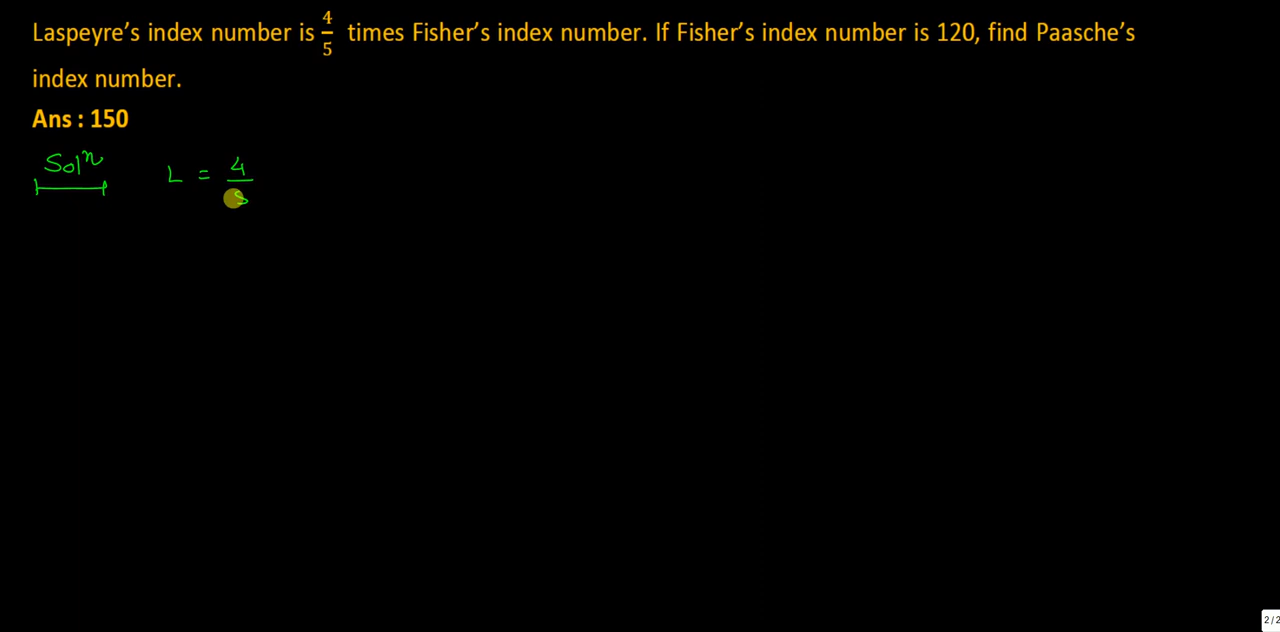 Laspeyre’s index number is 4/5 times Fisher’s index number. If Fisher’s index number is 120, find Paasche’s
index number.
Ans : 150
Solⁿ L = 4/5
2/2